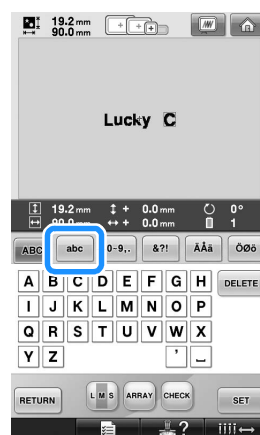 19.2 mm
90.0 mm
Lucky C
19.2 mm + 0.0 mm 0°
90.0 mm + 0.0 mm 1
ABC abc 0-9,. &?! ÄÅä ÖØö
A B C D E F G H DELETE
I J K L M N O P
Q R S T U V W X
Y Z '
RETURN L M S ARRAY CHECK SET
?